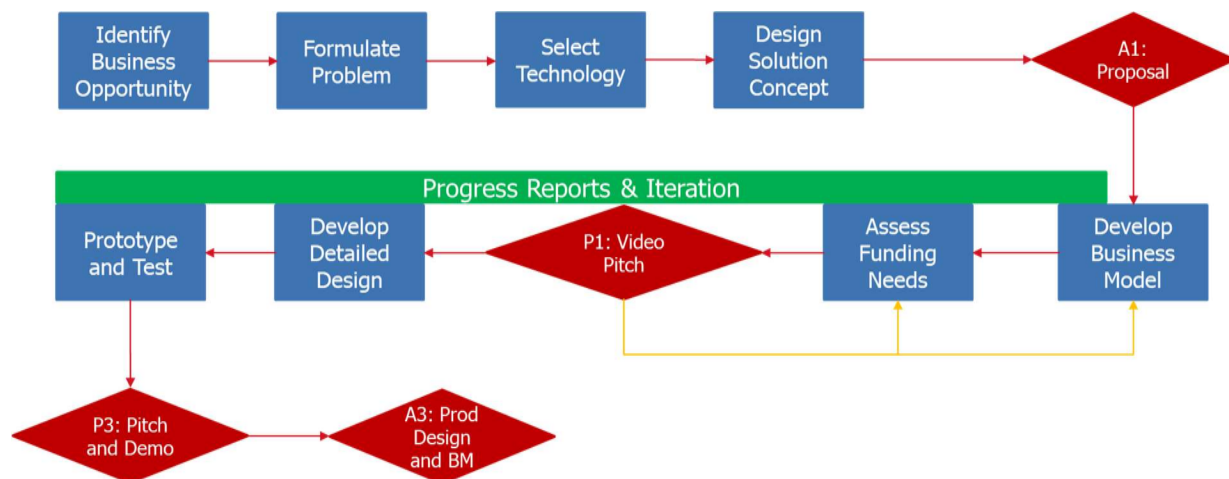 Identify
Business
Opportunity
Formulate
Problem
Select
Technology
Design
Solution
Concept
A1:
Proposal
Progress Reports & Iteration
Prototype
and Test
Develop
Detailed
Design
P1: Video
Pitch
Assess
Funding
Needs
Develop
Business
Model
P3: Pitch
and Demo
A3: Prod
Design
and BM